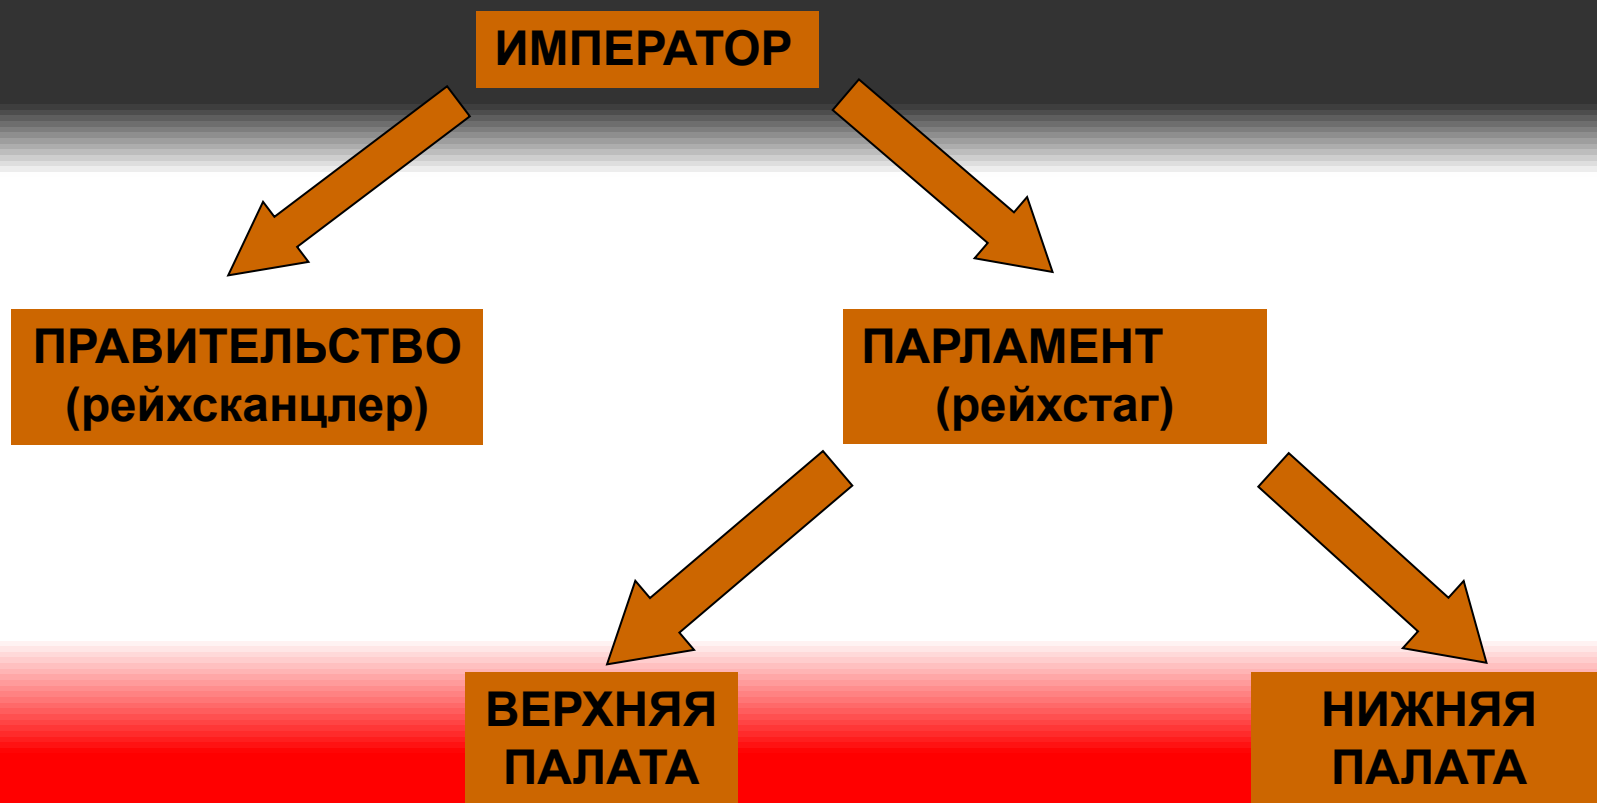 ИМПЕРАТОР
ПРАВИТЕЛЬСТВО
(рейхсканцлер)
ПАРЛАМЕНТ
(рейхстаг)
ВЕРХНЯЯ
ПАЛАТА
НИЖНЯЯ
ПАЛАТА